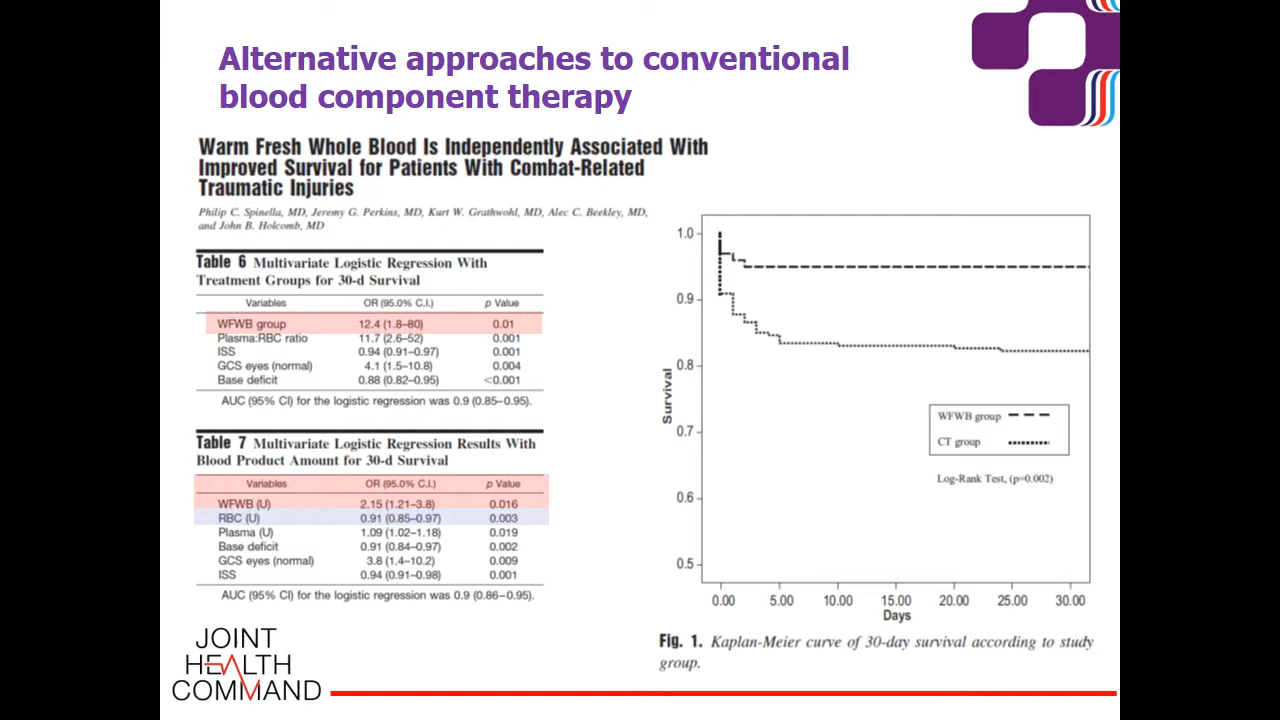 Alternative approaches to conventional
blood component therapy
Warm Fresh Whole Blood Is Independently Associated With
Improved Survival for Patients With Combat-Related
Traumatic Injuries
Philip C. Spinella, MD, Jeremy G. Perkins, MD, Kurt W. Grathwohl, MD, Alec C. Beekley, MD,
and John B. Holcomb, MD
Table 6 Multivariate Logistic Regression With
Treatment Groups for 30-d Survival
Variables OR (95.0% C.I.) p Value
WFWB group 12.4 (1.8–80) 0.01
Plasma:RBC ratio 11.7 (2.6–52) 0.001
ISS 0.94 (0.91–0.97) 0.001
GCS eyes (normal) 4.1 (1.5–10.8) 0.004
Base deficit 0.88 (0.82–0.95) <0.001
AUC (95% CI) for the logistic regression was 0.9 (0.85–0.95).
Table 7 Multivariate Logistic Regression Results With
Blood Product Amount for 30-d Survival
Variables OR (95.0% C.I.) p Value
WFWB (U) 2.15 (1.21–3.8) 0.016
RBC (U) 0.91 (0.85–0.97) 0.003
Plasma (U) 1.09 (1.02–1.18) 0.019
Base deficit 0.91 (0.84–0.97) 0.002
GCS eyes (normal) 3.8 (1.4–10.2) 0.009
ISS 0.94 (0.91–0.98) 0.001
AUC (95% CI) for the logistic regression was 0.9 (0.86–0.95).
1.0
0.9
0.8
0.7
0.6
0.5
Survival
WFWB group
CT group
Log-Rank Test, (p=0.002)
0.00 5.00 10.00 15.00 20.00 25.00 30.00
Days
Fig. 1. Kaplan-Meier curve of 30-day survival according to study
group.
JOINT
HEALTH
COMMAND